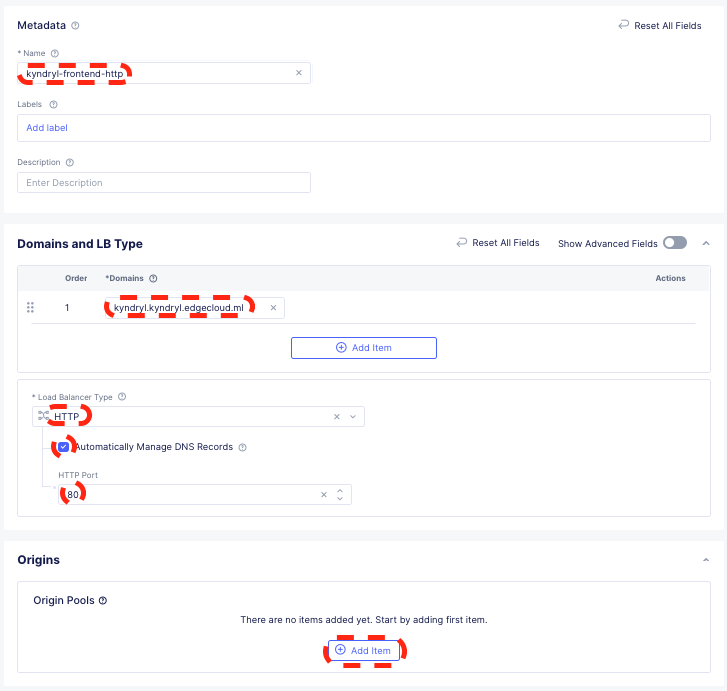 Metadata
Reset All Fields
* Name
kyndryl-frontend-http
Labels
Add label
Description
Enter Description
Domains and LB Type
Reset All Fields
Show Advanced Fields
Order
*Domains
Actions
1
kyndryl.kyndryl.edgecloud.ml
Add Item
* Load Balancer Type
HTTP
Automatically Manage DNS Records
HTTP Port
80
Origins
Origin Pools
There are no items added yet. Start by adding first item.
Add Item